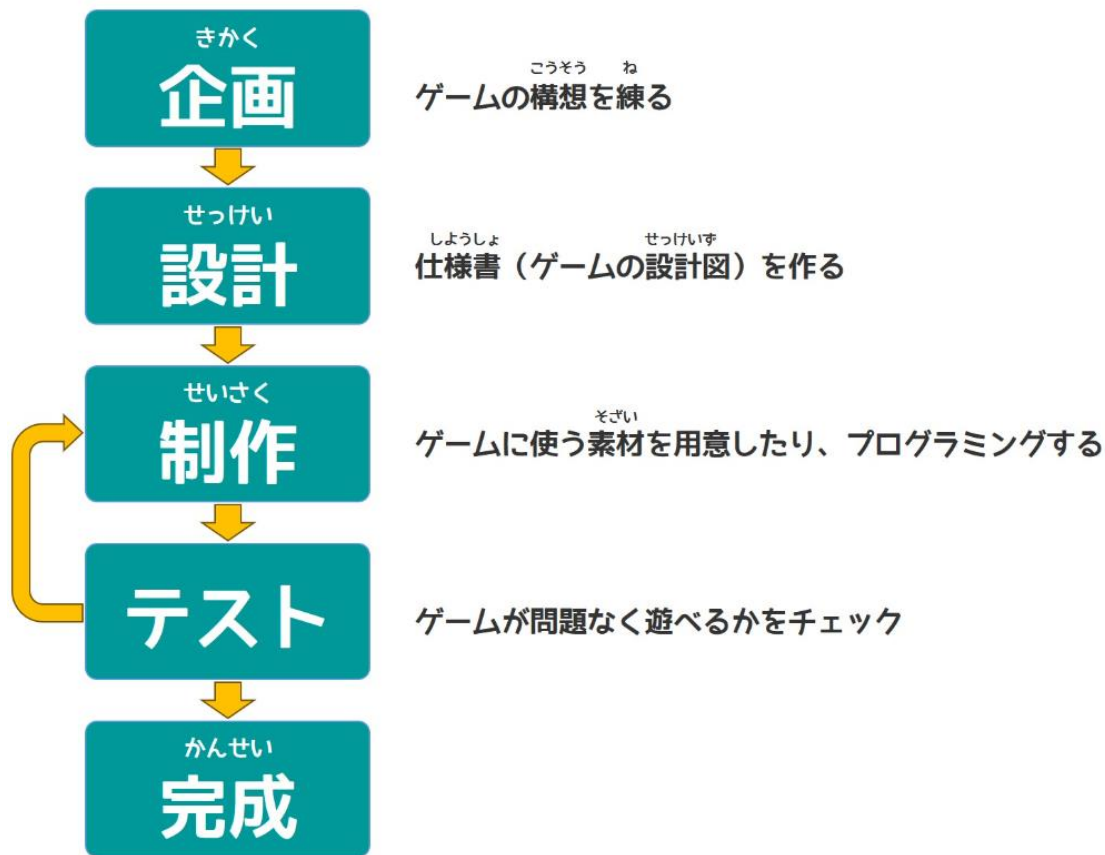 きかく
企画
こうそう ね
ゲームの構想を練る
せっけい
設計
しようしょ せっけいず
仕様書（ゲームの設計図）を作る
せいさく
制作
そざい
ゲームに使う素材を用意したり、プログラミングする
テスト
ゲームが問題なく遊べるかをチェック
かんせい
完成